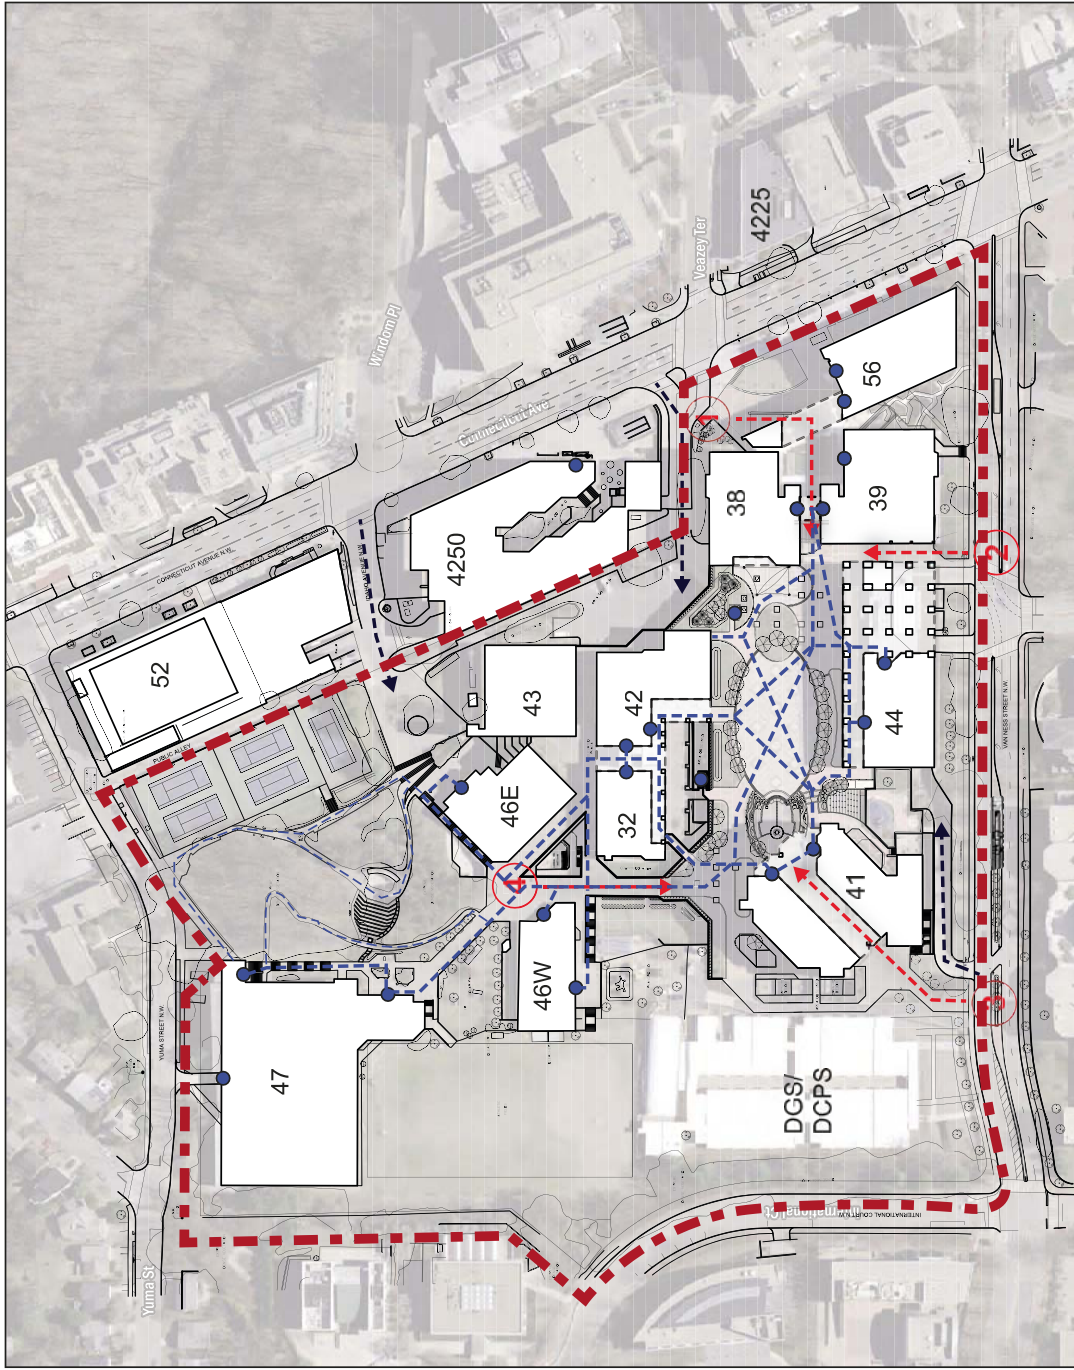 Windom Pl
Veazey Ter
4225
Connecticut Ave
CONNECTICUT AVENUE N.W.
52
4250
PUBLIC ALLEY
1
38
56
39
2
43
42
46E
32
44
VAN NESS STREET N.W.
4
41
46W
3
YUMA STREET N.W.
47
DGS/
DCPS
International Ct
INTERNATIONAL COURT N.W.
Yuma St